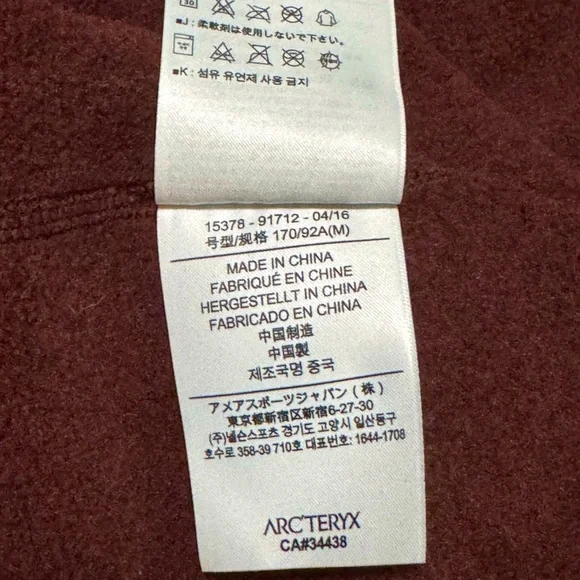 30
■J : 柔軟剤は使用しないで下さい。
■K : 섬유 유연제 사용 금지
15378 - 91712 - 04/16
号型/规格 170/92A(M)
MADE IN CHINA
FABRIQUÉ EN CHINE
HERGESTELLT IN CHINA
FABRICADO EN CHINA
中国制造
中国製
제조국명 중국
アメアスポーツジャパン ( 株 )
東京都新宿区新宿6-27-30
(주)넬슨스포츠 경기도 고양시 일산동구
호수로 358-39 710호 대표번호: 1644-1708
ARC'TERYX
CA#34438